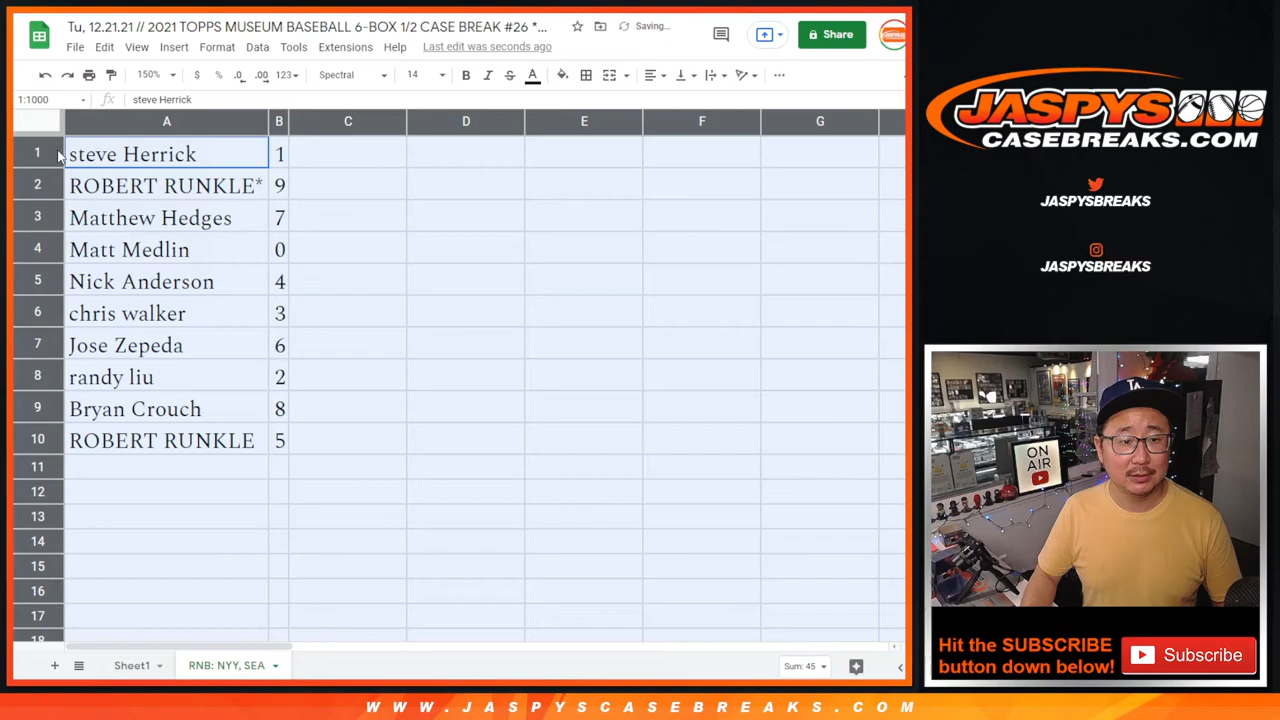 Tu, 12.21.21 // 2021 TOPPS MUSEUM BASEBALL 6-BOX 1/2 CASE BREAK #26 *...
Saving...
Share
File Edit View Insert Format Data Tools Extensions Help Last edit was seconds ago
150% $ % .0 .00 123 Spectral 14 B I S A
1:1000 fx steve Herrick
A B C D E F G
1 steve Herrick 1
2 ROBERT RUNKLE* 9
3 Matthew Hedges 7
4 Matt Medlin 0
5 Nick Anderson 4
6 chris walker 3
7 Jose Zepeda 6
8 randy liu 2
9 Bryan Crouch 8
10 ROBERT RUNKLE 5
11
12
13
14
15
16
17
18
+ Sheet1 RNB: NYY, SEA Sum: 45
JASPYS
CASEBREAKS.COM
JASPYSBREAKS
JASPYSBREAKS
ON
AIR
LA
Hit the SUBSCRIBE
button down below!
Subscribe
WWW.JASPYSCASEBREAKS.COM